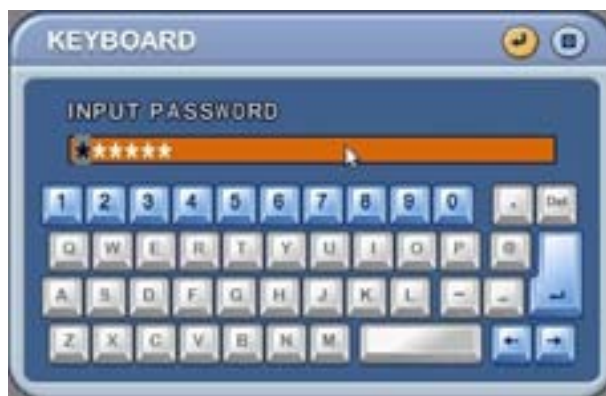 KEYBOARD
INPUT PASSWORD
******
1 2 3 4 5 6 7 8 9 0 . Del
Q W E R T Y U I O P @
A S D F G H J K L - _
Z X C V B N M ← →